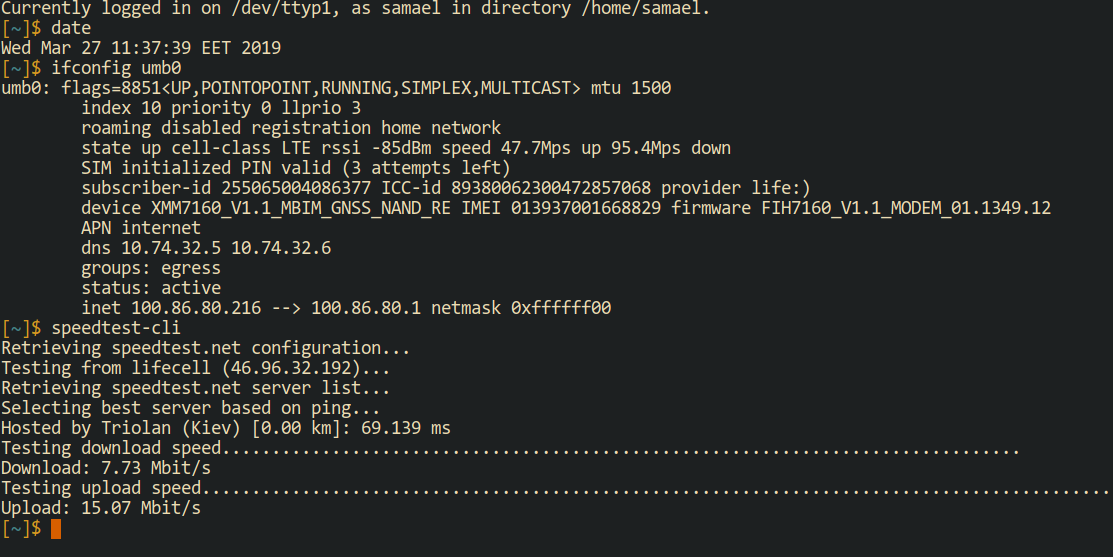 Currently logged in on /dev/ttyp1, as samael in directory /home/samael.
[~]$ date
Wed Mar 27 11:37:39 EET 2019
[~]$ ifconfig umb0
umb0: flags=8851<UP,POINTOPOINT,RUNNING,SIMPLEX,MULTICAST> mtu 1500
        index 10 priority 0 llprio 3
        roaming disabled registration home network
        state up cell-class LTE rssi -85dBm speed 47.7Mps up 95.4Mps down
        SIM initialized PIN valid (3 attempts left)
        subscriber-id 255065004086377 ICC-id 89380062300472857068 provider life:)
        device XMM7160_V1.1_MBIM_GNSS_NAND_RE IMEI 013937001668829 firmware FIH7160_V1.1_MODEM_01.1349.12
        APN internet
        dns 10.74.32.5 10.74.32.6
        groups: egress
        status: active
        inet 100.86.80.216 --> 100.86.80.1 netmask 0xffffff00
[~]$ speedtest-cli
Retrieving speedtest.net configuration...
Testing from lifecell (46.96.32.192)...
Retrieving speedtest.net server list...
Selecting best server based on ping...
Hosted by Triolan (Kiev) [0.00 km]: 69.139 ms
Testing download speed................................................................................
Download: 7.73 Mbit/s
Testing upload speed...........................................................................................
Upload: 15.07 Mbit/s
[~]$